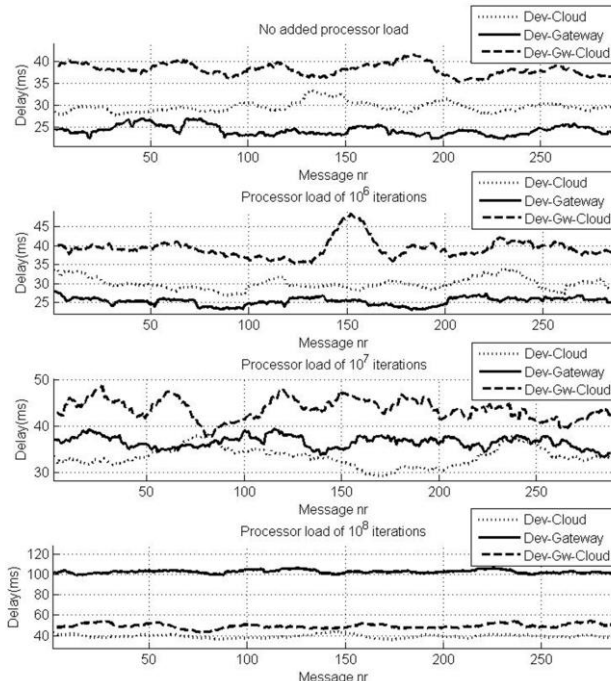 No added processor load
Dev-Cloud
Dev-Gateway
Dev-Gw-Cloud
Delay(ms)
40
35
30
25
50 100 150 200 250
Message nr
Processor load of 10^6 iterations
Dev-Cloud
Dev-Gateway
Dev-Gw-Cloud
Delay(ms)
45
40
35
30
25
50 100 150 200 250
Message nr
Processor load of 10^7 iterations
Dev-Cloud
Dev-Gateway
Dev-Gw-Cloud
Delay(ms)
50
40
30
50 100 150 200 250
Message nr
Processor load of 10^8 iterations
Dev-Cloud
Dev-Gateway
Dev-Gw-Cloud
Delay(ms)
120
100
80
60
40
50 100 150 200 250
Message nr